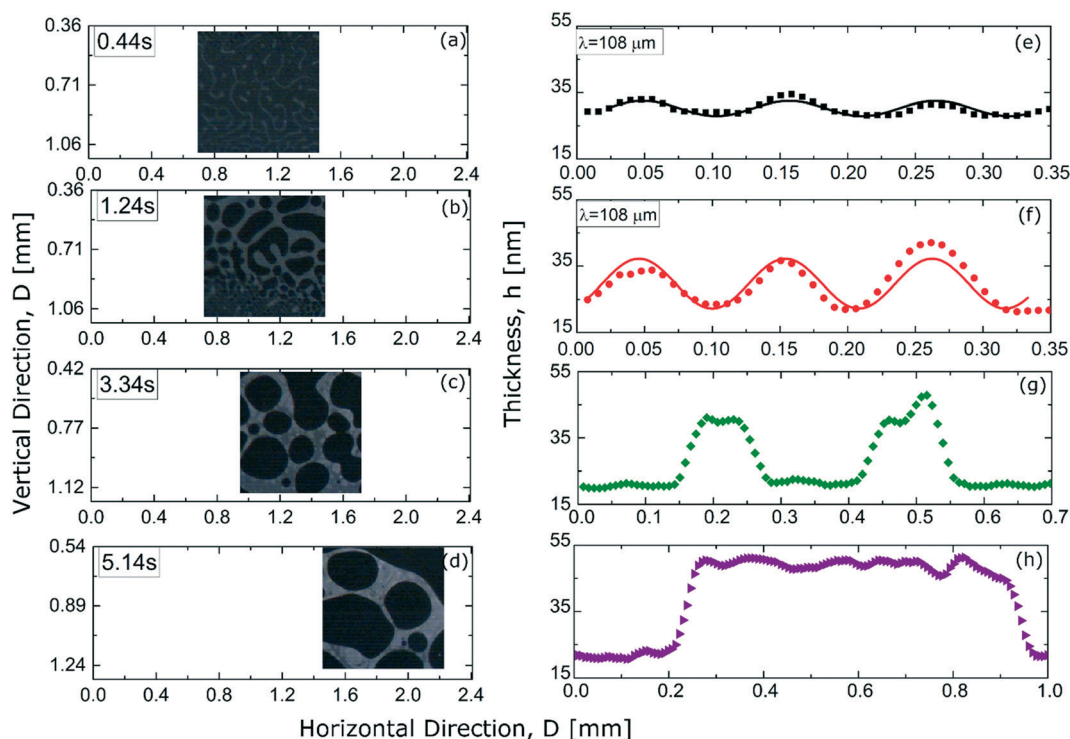 0.44s
(a)
0.36
0.71
1.06
0.0 0.4 0.8 1.2 1.6 2.0 2.4
1.24s
(b)
0.36
0.71
1.06
0.0 0.4 0.8 1.2 1.6 2.0 2.4
3.34s
(c)
0.42
0.77
1.12
0.0 0.4 0.8 1.2 1.6 2.0 2.4
5.14s
(d)
0.54
0.89
1.24
0.0 0.4 0.8 1.2 1.6 2.0 2.4
Vertical Direction, D [mm]
λ=108 μm
(e)
55
35
15
0.00 0.05 0.10 0.15 0.20 0.25 0.30 0.35
λ=108 μm
(f)
55
35
15
0.00 0.05 0.10 0.15 0.20 0.25 0.30 0.35
(g)
55
35
15
0.0 0.1 0.2 0.3 0.4 0.5 0.6 0.7
(h)
55
35
15
0.0 0.2 0.4 0.6 0.8 1.0
Thickness, h [nm]
Horizontal Direction, D [mm]